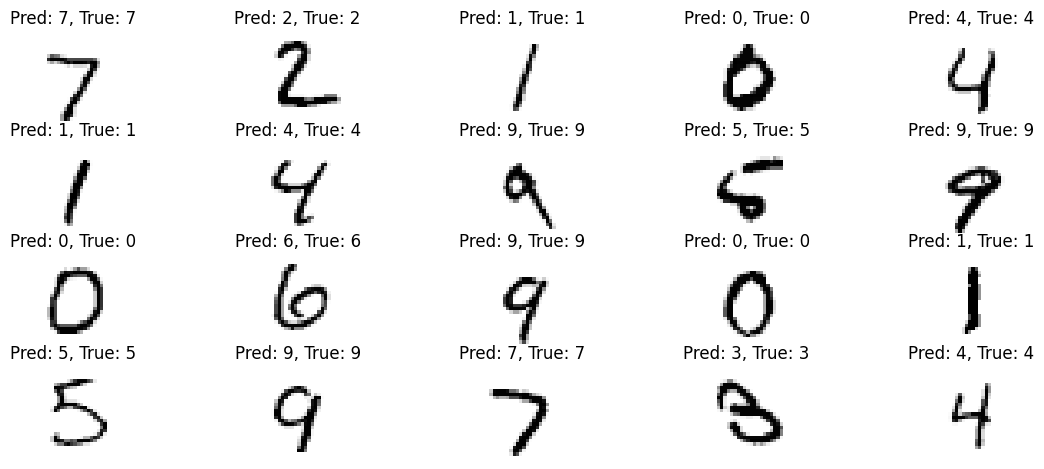 Pred: 7, True: 7 Pred: 2, True: 2 Pred: 1, True: 1 Pred: 0, True: 0 Pred: 4, True: 4
7 2 1 0 4
Pred: 1, True: 1 Pred: 4, True: 4 Pred: 9, True: 9 Pred: 5, True: 5 Pred: 9, True: 9
1 4 9 5 9
Pred: 0, True: 0 Pred: 6, True: 6 Pred: 9, True: 9 Pred: 0, True: 0 Pred: 1, True: 1
0 6 9 0 1
Pred: 5, True: 5 Pred: 9, True: 9 Pred: 7, True: 7 Pred: 3, True: 3 Pred: 4, True: 4
5 9 7 3 4